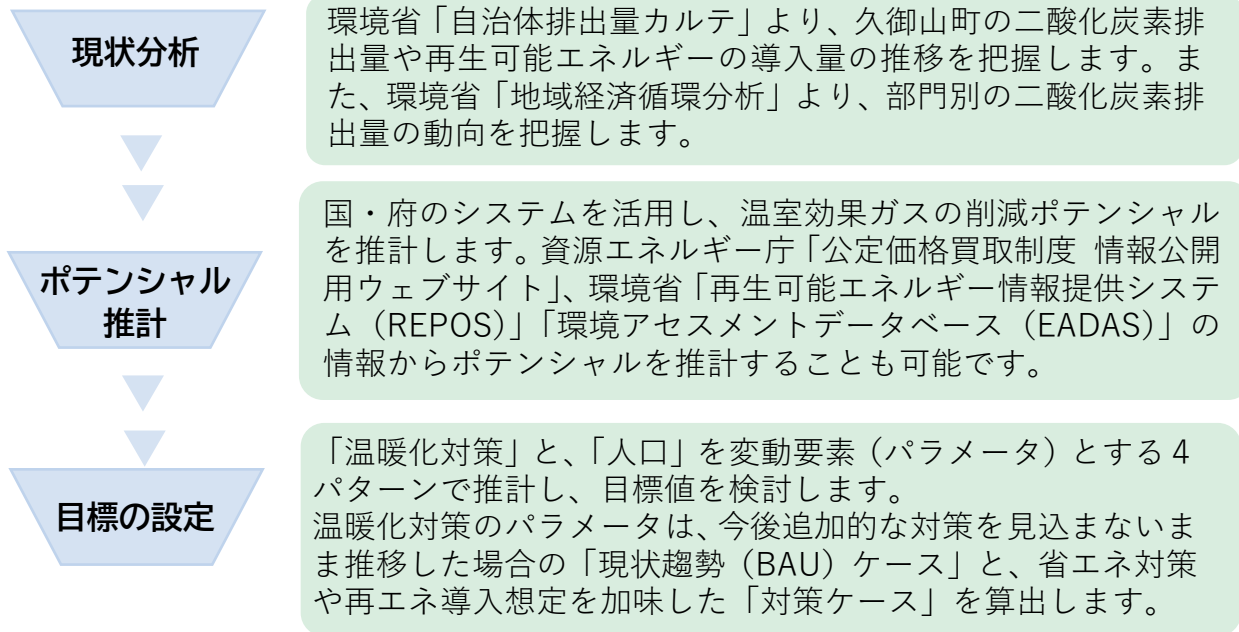 現状分析
環境省「自治体排出量カルテ」より、久御山町の二酸化炭素排
出量や再生可能エネルギーの導入量の推移を把握します。ま
た、環境省「地域経済循環分析」より、部門別の二酸化炭素排
出量の動向を把握します。
ポテンシャル
推計
国・府のシステムを活用し、温室効果ガスの削減ポテンシャル
を推計します。資源エネルギー庁「公定価格買取制度 情報公開
用ウェブサイト」、環境省「再生可能エネルギー情報提供システ
ム（REPOS）」「環境アセスメントデータベース（EADAS）」の
情報からポテンシャルを推計することも可能です。
目標の設定
「温暖化対策」と、「人口」を変動要素（パラメータ）とする４
パターンで推計し、目標値を検討します。
温暖化対策のパラメータは、今後追加的な対策を見込まないま
ま推移した場合の「現状趨勢（BAU）ケース」と、省エネ対策
や再エネ導入想定を加味した「対策ケース」を算出します。